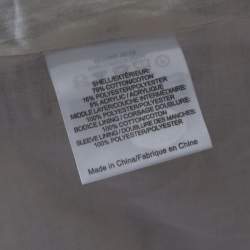 SHELL/EXTÉRIEUR:
79% COTTON/COTON
16% POLYESTER/POLYESTER
5% ACRYLIC / ACRYLIQUE
MIDDLE LAYER/COUCHE INTERMÉDIAIRE:
100% POLYESTER/POLYESTER
BODICE LINING / CORSAGE DOUBLURE:
100% COTTON/COTON
SLEEVE LINING/ DOUBLURE DES MANCHES:
100% POLYESTER/POLYESTER
Made in China/Fabriqué en Chine